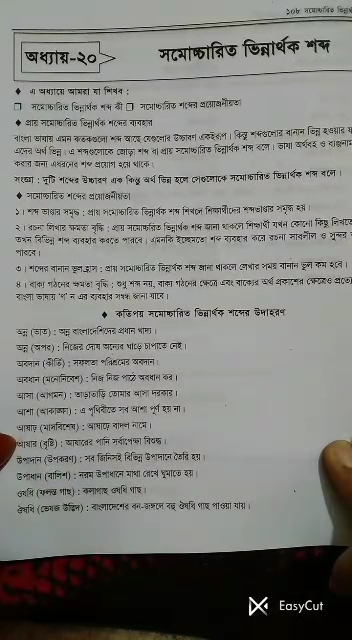 ১০৮ সমোচ্চারিত
অধ্যায়-২০
সমোচ্চারিত ভিন্নার্থক শব্দ
♦ এ অধ্যায়ে আমরা যা শিখব :
❐ সমোচ্চারিত ভিন্নার্থক শব্দ কী ❐ সমোচ্চারিত শব্দের প্রয়োজনীয়তা
♦ প্রায় সমোচ্চারিত ভিন্নার্থক শব্দের ব্যবহার
বাংলা ভাষায় এমন কতকগুলো শব্দ আছে যেগুলোর উচ্চারণ একইরূপ। কিন্তু শব্দগুলোর বানান ভিন্ন হওয়ার
এদের অর্থ ভিন্ন। এ শব্দগুলোকে জোড়া শব্দ বা প্রায় সমোচ্চারিত ভিন্নার্থক শব্দ বলে। ভাষা অর্থবহ ও
করার জন্য এধরনের শব্দ প্রয়োগ হয়ে থাকে।
সংজ্ঞা : দুটি শব্দের উচ্চারণ এক কিন্তু অর্থ ভিন্ন হলে সেগুলোকে সমোচ্চারিত ভিন্নার্থক শব্দ বলে।
♦ সমোচ্চারিত শব্দের প্রয়োজনীয়তা
১। শব্দ ভাণ্ডার সমৃদ্ধ : প্রায় সমোচ্চারিত ভিন্নার্থক শব্দ শিখলে শিক্ষার্থীদের শব্দভাণ্ডার সমৃদ্ধ হয়।
২। রচনা লিখার ক্ষমতা বৃদ্ধি : প্রায় সমোচ্চারিত ভিন্নার্থক শব্দ জানা থাকলে শিক্ষার্থী যখন কোনো কিছু লিখতে
তখন বিভিন্ন শব্দ ব্যবহার করতে পারবে। এমনকি ইচ্ছেমতো শব্দ ব্যবহার করে রচনা সাবলীল ও সুন্দর
পারবে।
৩। শব্দের বানান ভুল হ্রাস : প্রায় সমোচ্চারিত ভিন্নার্থক শব্দ জানা থাকলে লেখার সময় বানান ভুল কম হবে।
৪। বাক্য গঠনের ক্ষমতা বৃদ্ধি : শুধু শব্দ নয়, বাক্য গঠনের ক্ষেত্রে এবং বাক্যের অর্থ প্রকাশের ক্ষেত্রেও
বাংলা ভাষায় 'ণ' ন এর ব্যবহার সম্বন্ধ জানা যাবে।
♦ কতিপয় সমোচ্চারিত ভিন্নার্থক শব্দের উদাহরণ
অন্ন (ভাত) : অন্ন বাংলাদেশিদের প্রধান খাদ্য।
অন্য (অপর) : নিজের দোষ অন্যের ঘাড়ে চাপাতে নেই।
অবদান (কীর্তি) : সফলতা পরিশ্রমের অবদান।
অবধান (মনোনিবেশ) : নিজ নিজ পাঠে অবধান কর।
আসা (আগমন) : তাড়াতাড়ি তোমার আসা দরকার।
আশা (আকাঙ্ক্ষা) : এ পৃথিবীতে সব আশা পূর্ণ হয় না।
আষাঢ় (মাসবিশেষ) : আষাঢ়ে বাদল নামে।
আষার (বৃষ্টি) : আষারের পানি সর্বাপেক্ষা বিশুদ্ধ।
উপাদান (উপকরণ) : সব জিনিসই বিভিন্ন উপাদানে তৈরি হয়।
উপাধান (বালিশ) : নরম উপাধানে মাথা রেখে ঘুমাতে হয়।
ওষধি (ফলন্ত গাছ) : কলাগাছ ওষধি গাছ।
ঔষধি (ভেষজ উদ্ভিদ) : বাংলাদেশের বন-জঙ্গলে বহু ঔষধি গাছ পাওয়া যায়।
EasyCut